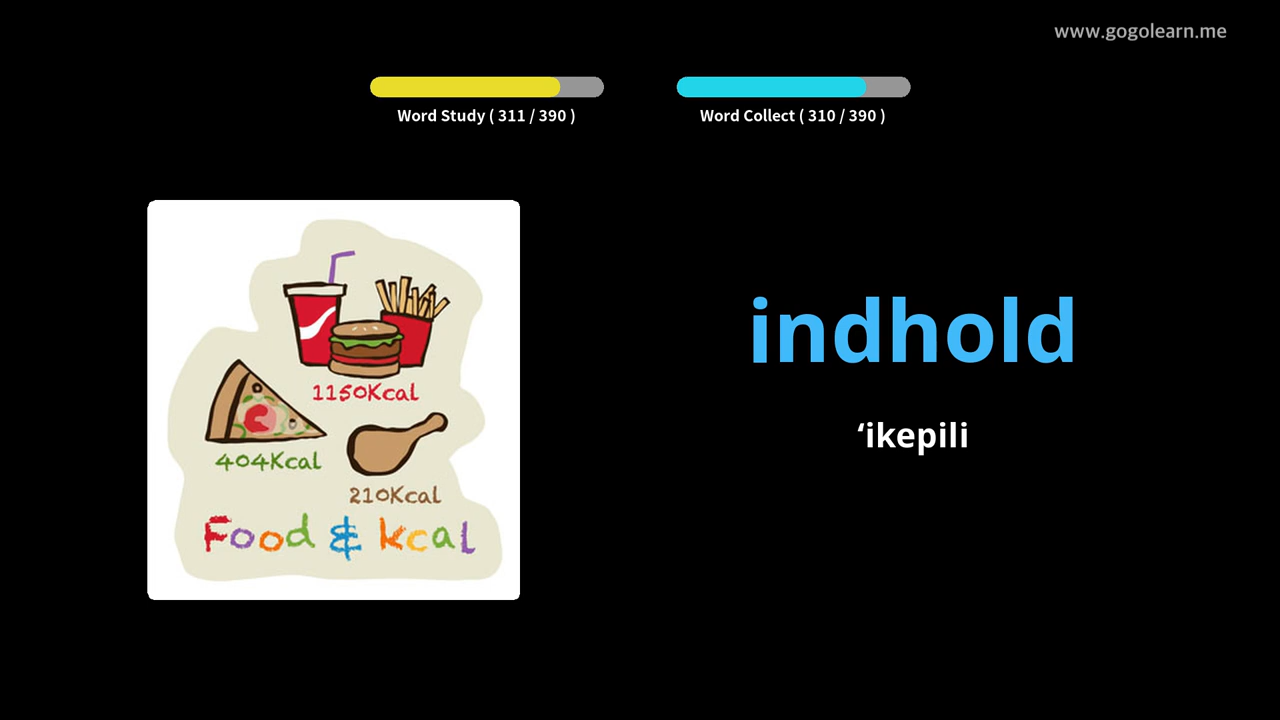 www.gogolearn.me
Word Study ( 311 / 390 )
Word Collect ( 310 / 390 )
1150Kcal
404Kcal
210Kcal
Food & kcal
indhold
ʻikepili